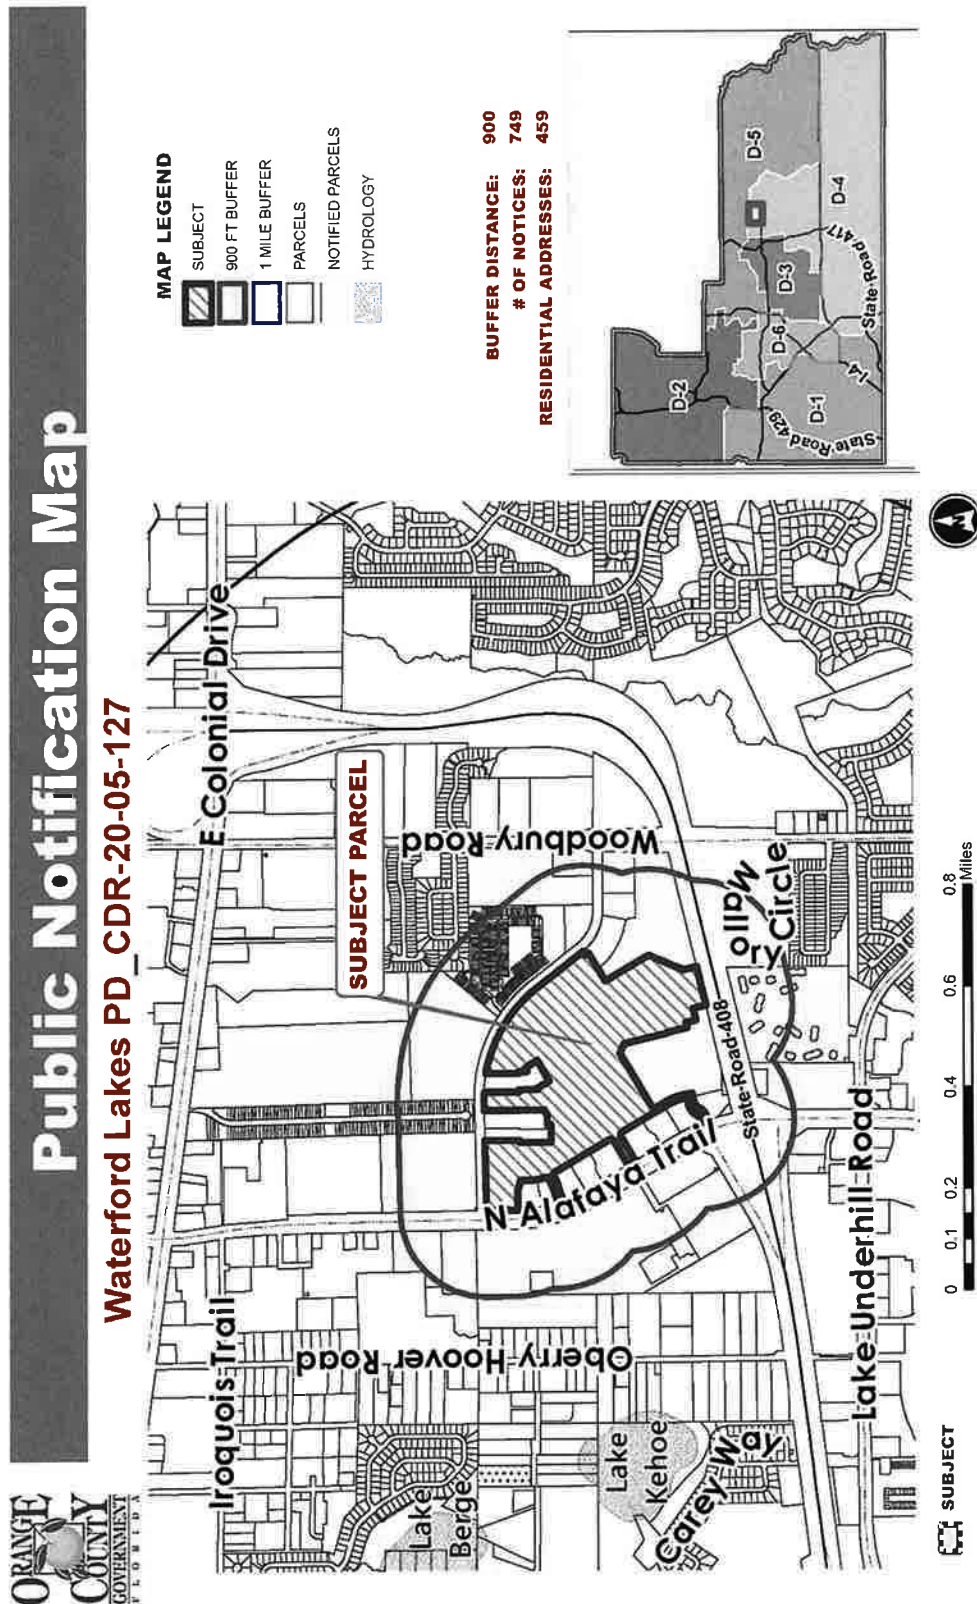 ORANGE
COUNTY
GOVERNMENT
FLORIDA
Public Notification Map
Waterford Lakes PD_CDR-20-05-127
MAP LEGEND
SUBJECT
900 FT BUFFER
1 MILE BUFFER
PARCELS
NOTIFIED PARCELS
HYDROLOGY
BUFFER DISTANCE: 900
# OF NOTICES: 749
RESIDENTIAL ADDRESSES: 459
Iroquois Trail
E Colonial Drive
SUBJECT PARCEL
Oberry Hoover Road
Woodbury Road
Lake
Berge
N Alafaya Trail
Lake
Kehoe
Carey Way
State Road 408
Mallo
ry Circle
Lake Underhill Road
D-2
D-5
D-6
D-3
D-1
D-4
State Road 429
I 4
State Road 417
State Road
N
SUBJECT
0 0.1 0.2 0.4 0.6 0.8
Miles